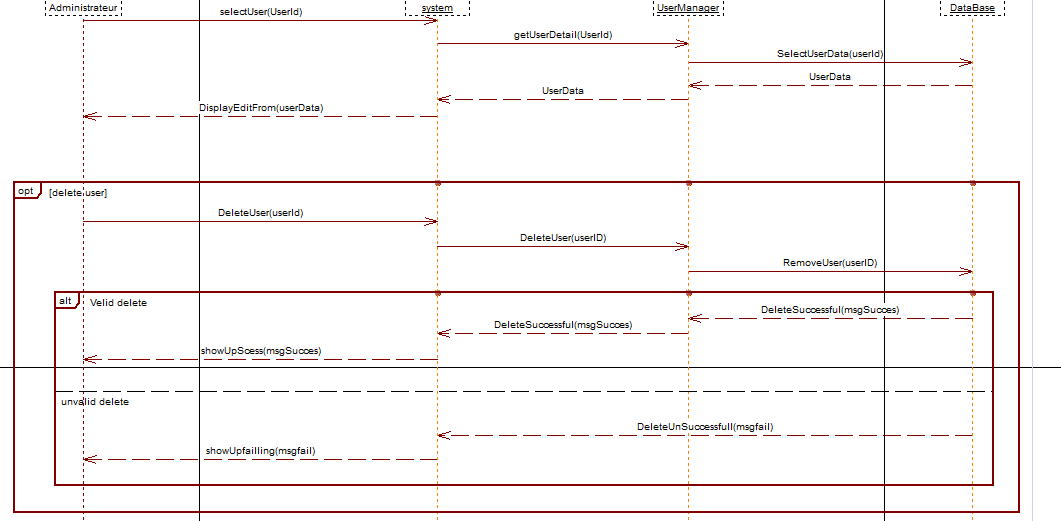 Administrateur
system
UserManager
DataBase
selectUser(UserId)
getUserDetail(UserId)
SelectUserData(userId)
UserData
UserData
DisplayEditFrom(userData)
opt
[delete user]
DeleteUser(userId)
DeleteUser(userID)
RemoveUser(userID)
alt
Velid delete
DeleteSuccessful(msgSucces)
DeleteSuccessful(msgSucces)
showUpScess(msgSucces)
unvalid delete
DeleteUnSuccessfull(msgfail)
showUpfailling(msgfail)